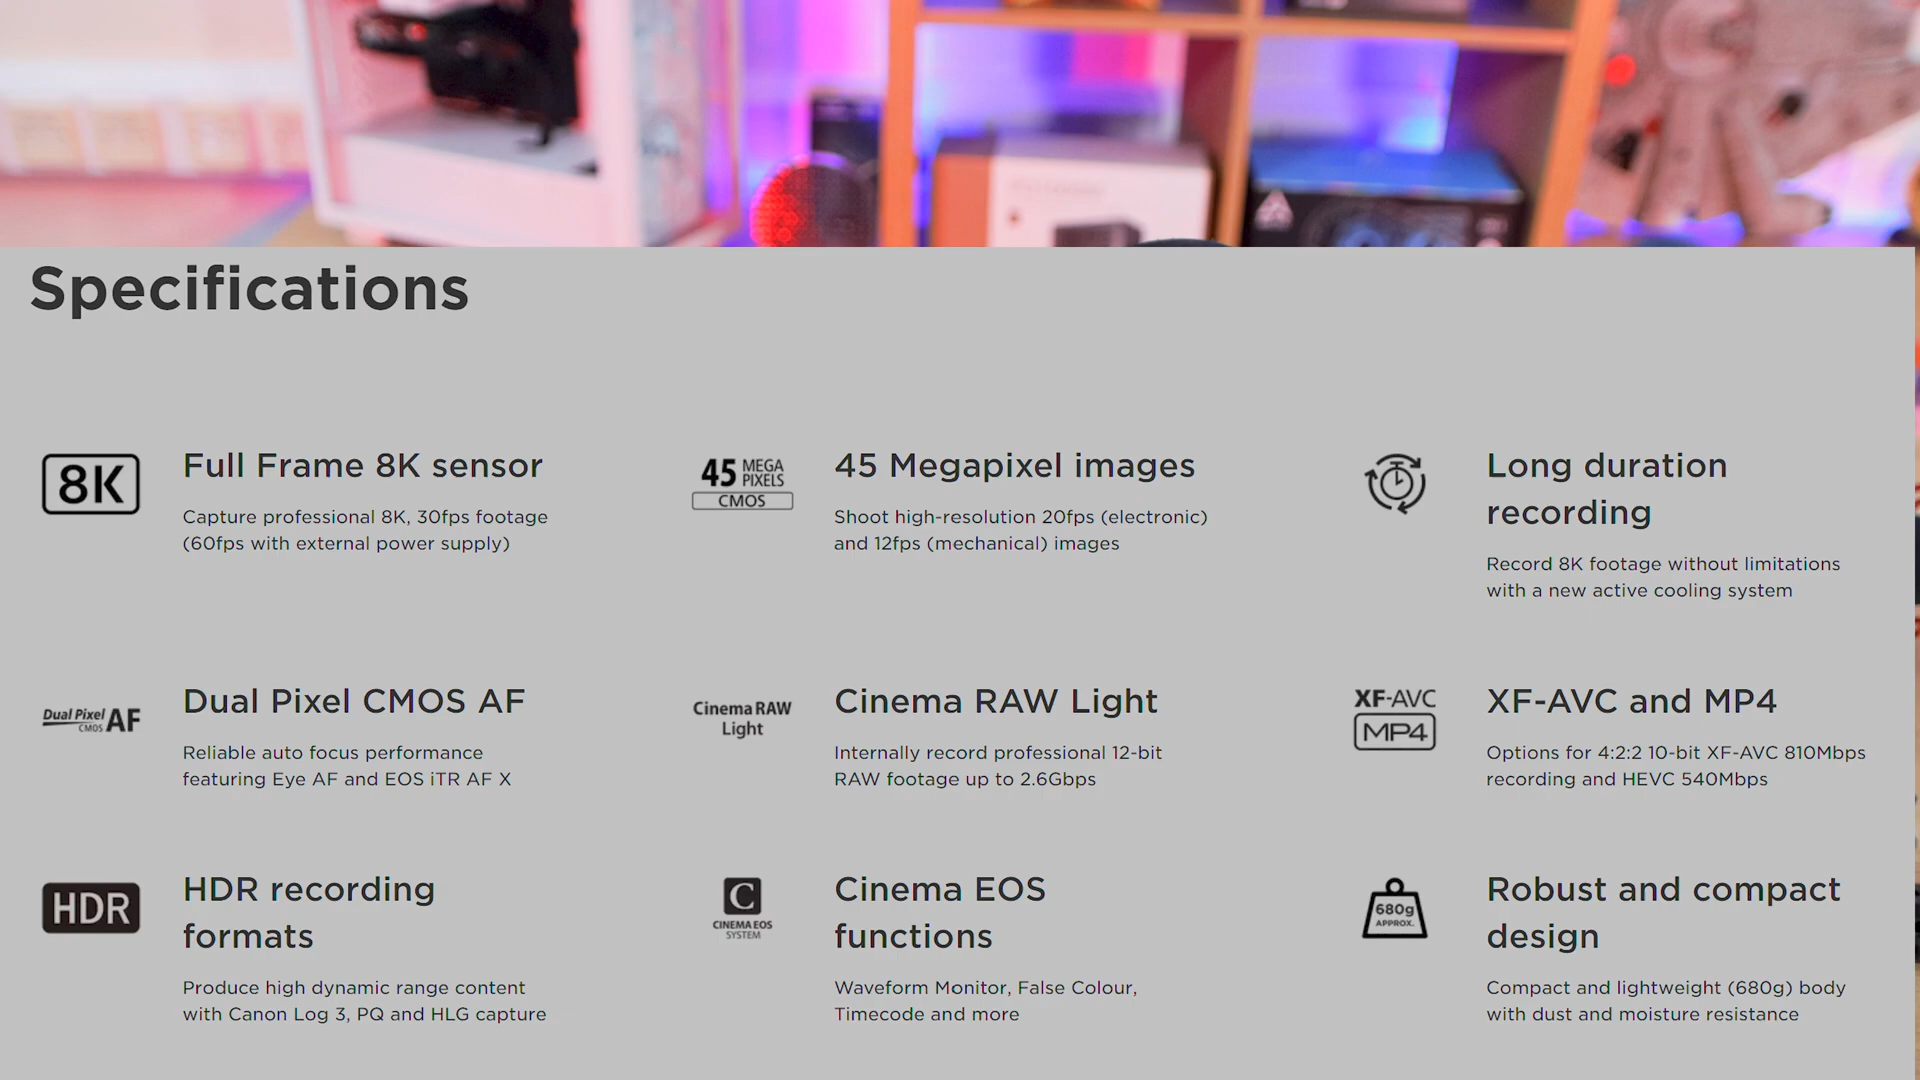 Specifications
8K
Full Frame 8K sensor
Capture professional 8K, 30fps footage
(60fps with external power supply)
45 MEGA
PIXELS
CMOS
45 Megapixel images
Shoot high-resolution 20fps (electronic)
and 12fps (mechanical) images
Long duration
recording
Record 8K footage without limitations
with a new active cooling system
Dual Pixel
CMOS AF
Dual Pixel CMOS AF
Reliable auto focus performance
featuring Eye AF and EOS iTR AF X
Cinema RAW
Light
Cinema RAW Light
Internally record professional 12-bit
RAW footage up to 2.6Gbps
XF-AVC
MP4
XF-AVC and MP4
Options for 4:2:2 10-bit XF-AVC 810Mbps
recording and HEVC 540Mbps
HDR
HDR recording
formats
Produce high dynamic range content
with Canon Log 3, PQ and HLG capture
C
CINEMA EOS
SYSTEM
Cinema EOS
functions
Waveform Monitor, False Colour,
Timecode and more
680g
APPROX.
Robust and compact
design
Compact and lightweight (680g) body
with dust and moisture resistance